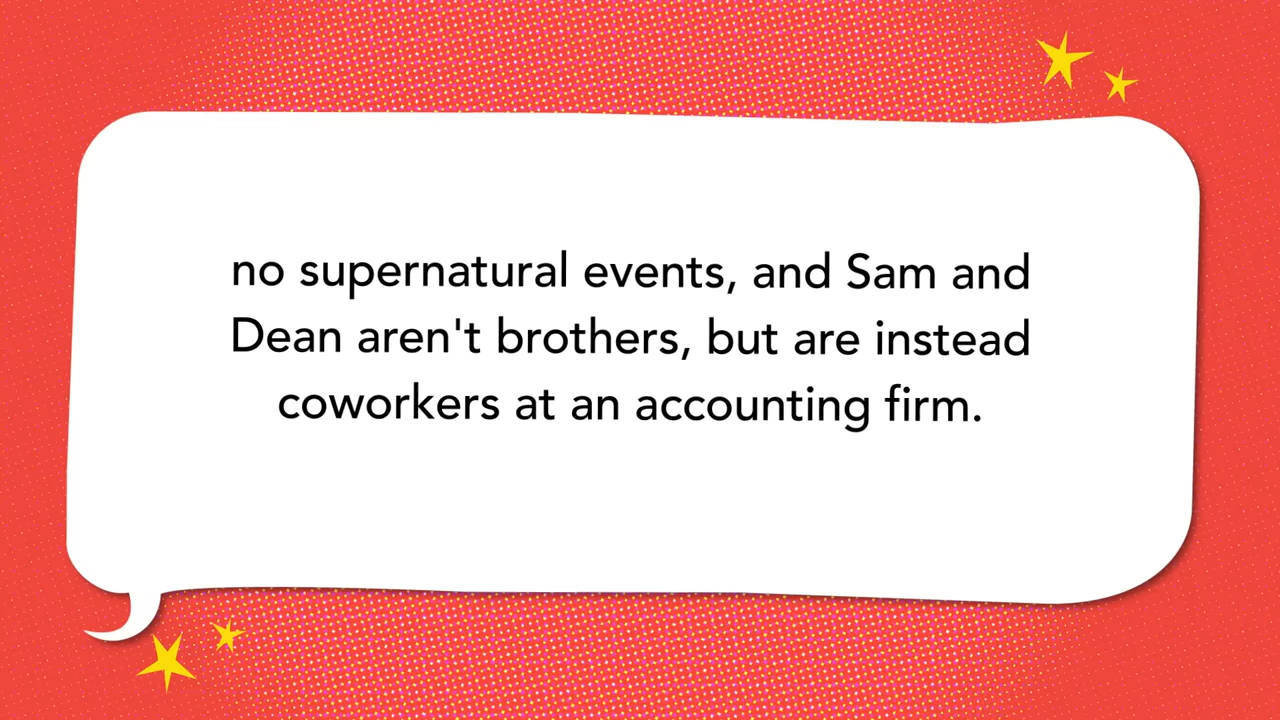 no supernatural events, and Sam and
Dean aren't brothers, but are instead
coworkers at an accounting firm.